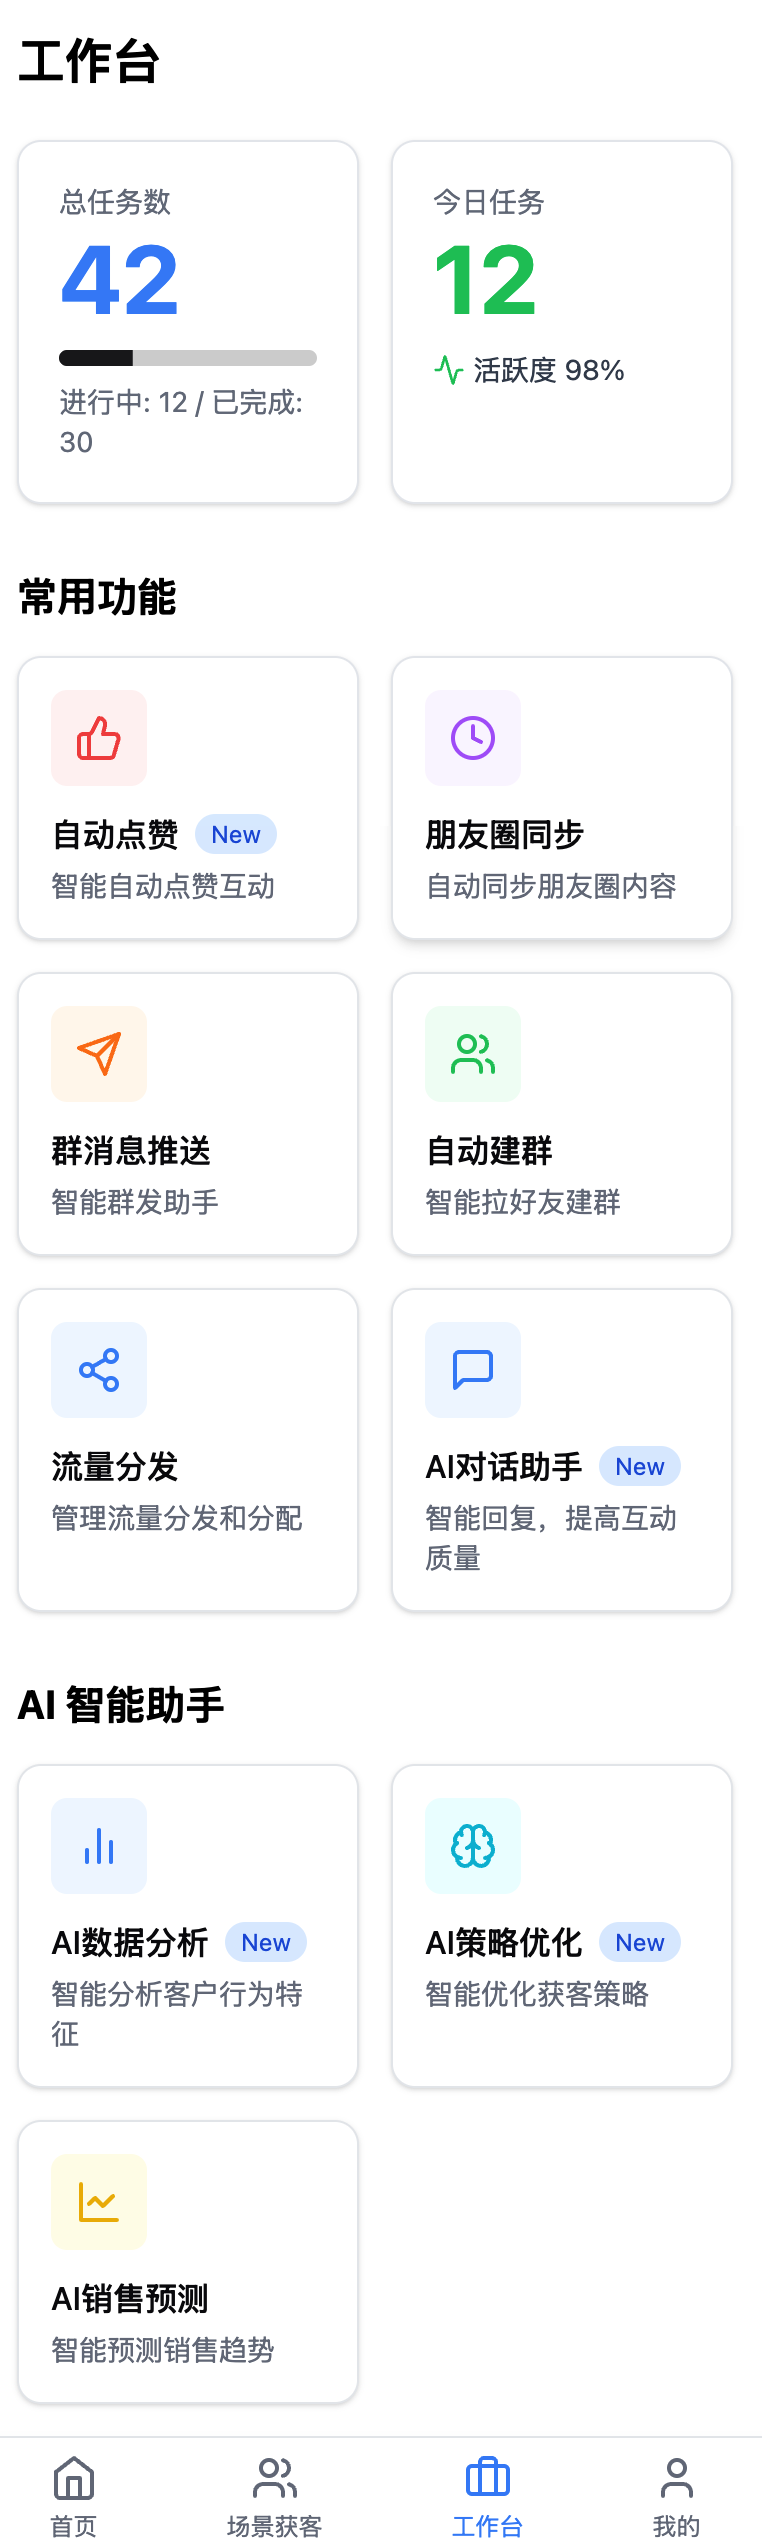 工作台
总任务数
42
进行中: 12 / 已完成:
30
今日任务
12
活跃度 98%
常用功能
自动点赞 New
智能自动点赞互动
朋友圈同步
自动同步朋友圈内容
群消息推送
智能群发助手
自动建群
智能拉好友建群
流量分发
管理流量分发和分配
AI对话助手 New
智能回复，提高互动
质量
AI 智能助手
AI数据分析 New
智能分析客户行为特
征
AI策略优化 New
智能优化获客策略
AI销售预测
智能预测销售趋势
首页
场景获客
工作台
我的